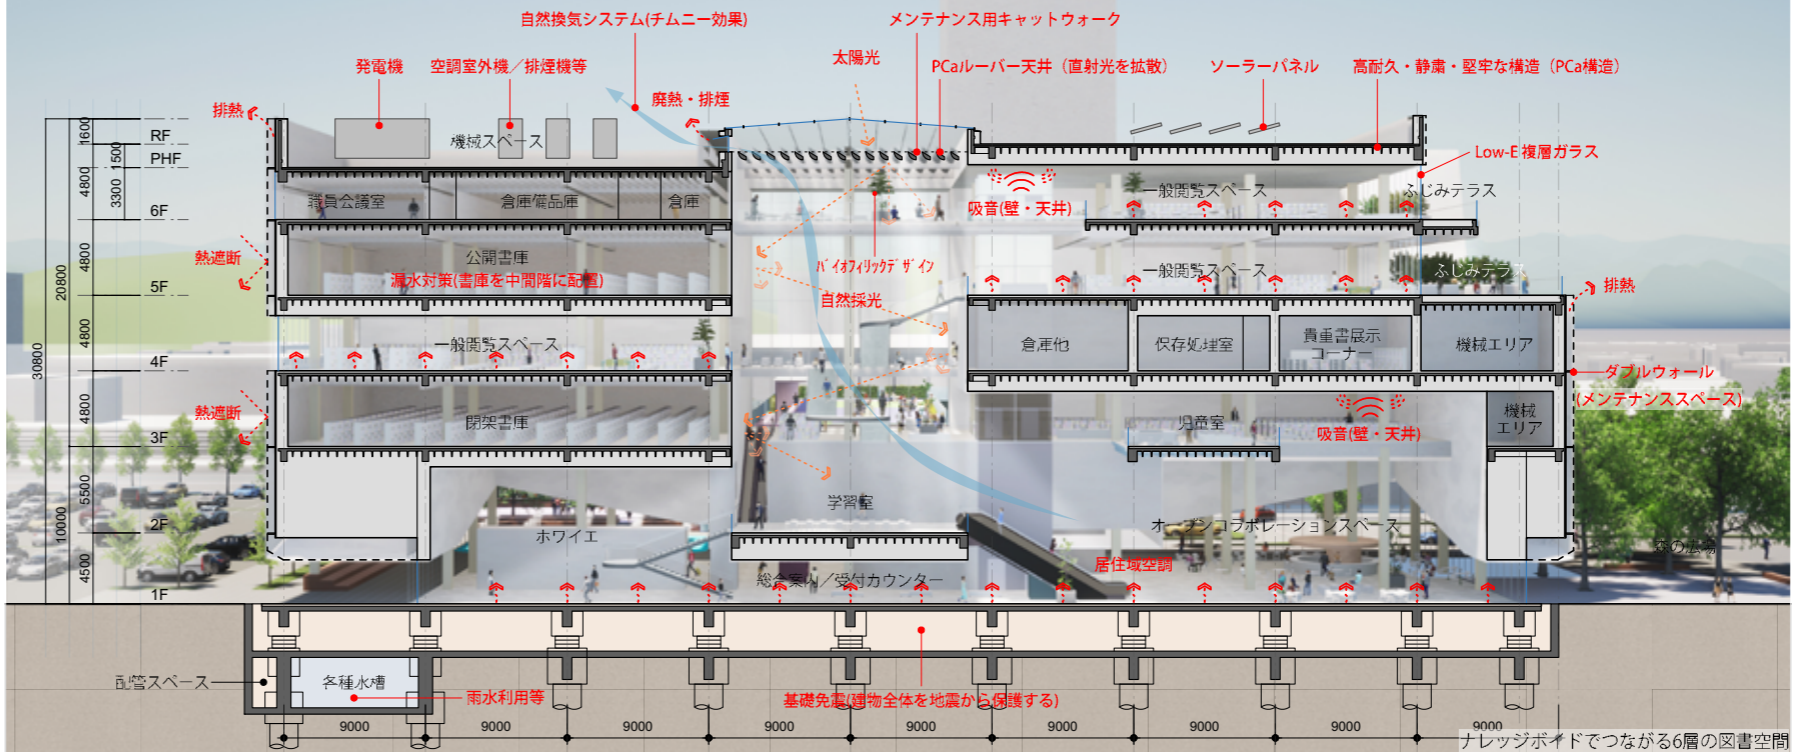 自然換気システム(チムニー効果)
メンテナンス用キャットウォーク
太陽光
発電機
空調室外機／排煙機等
PCaルーバー天井（直射光を拡散）
ソーラーパネル
高耐久・静粛・堅牢な構造（PCa構造）
排熱
廃熱・排煙
機械スペース
Low-E複層ガラス
RF
PHF
6F
5F
4F
3F
2F
1F
1600
1500
4800
3300
4800
4800
4800
5500
4500
20800
10000
30800
職員会議室
倉庫備品庫
倉庫
吸音(壁・天井)
一般閲覧スペース
ふじみテラス
熱遮断
公開書庫
漏水対策(書庫を中間階に配置)
バイオフィリックデザイン
自然採光
一般閲覧スペース
ふじみテラス
排熱
一般閲覧スペース
倉庫他
保存処理室
貴重書展示
コーナー
機械エリア
ダブルウォール
(メンテナンススペース)
熱遮断
閉架書庫
児童室
吸音(壁・天井)
機械
エリア
学習室
ホワイエ
オープンコラボレーションスペース
森の広場
総合案内／受付カウンター
居住域空調
配管スペース
各種水槽
雨水利用等
基礎免震(建物全体を地震から保護する)
9000
9000
9000
9000
9000
9000
9000
9000
9000
ナレッジボイドでつながる6層の図書空間